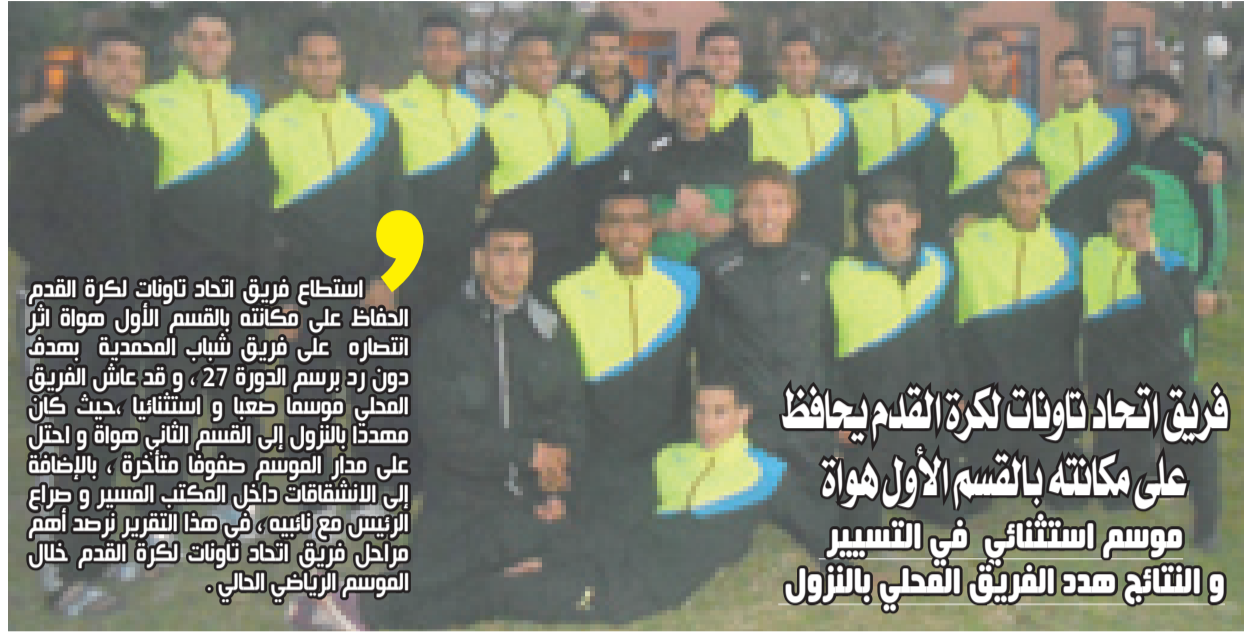 فريق اتحاد تاونات لكرة القدم يحافظ
على مكانته بالقسم الأول هواة
موسم استثنائي في التسيير
و النتائج هدد الفريق المحلي بالنزول
,
استطاع فريق اتحاد تاونات لكرة القدم
الحفاظ على مكانته بالقسم الأول هواة اثر
انتصاره على فريق شباب المحمدية بهدف
دون رد برسم الدورة 27 ، و قد عاش الفريق
المحلي موسما صعبا و استثنائيا ،حيث كان
مهددا بالنزول إلى القسم الثاني هواة و احتل
على مدار الموسم صفوفا متأخرة ، بالإضافة
إلى الانشقاقات داخل المكتب المسير و صراع
الرئيس مع نائبيه ، في هذا التقرير نرصد أهم
مراحل فريق اتحاد تاونات لكرة القدم خلال
الموسم الرياضي الحالي .